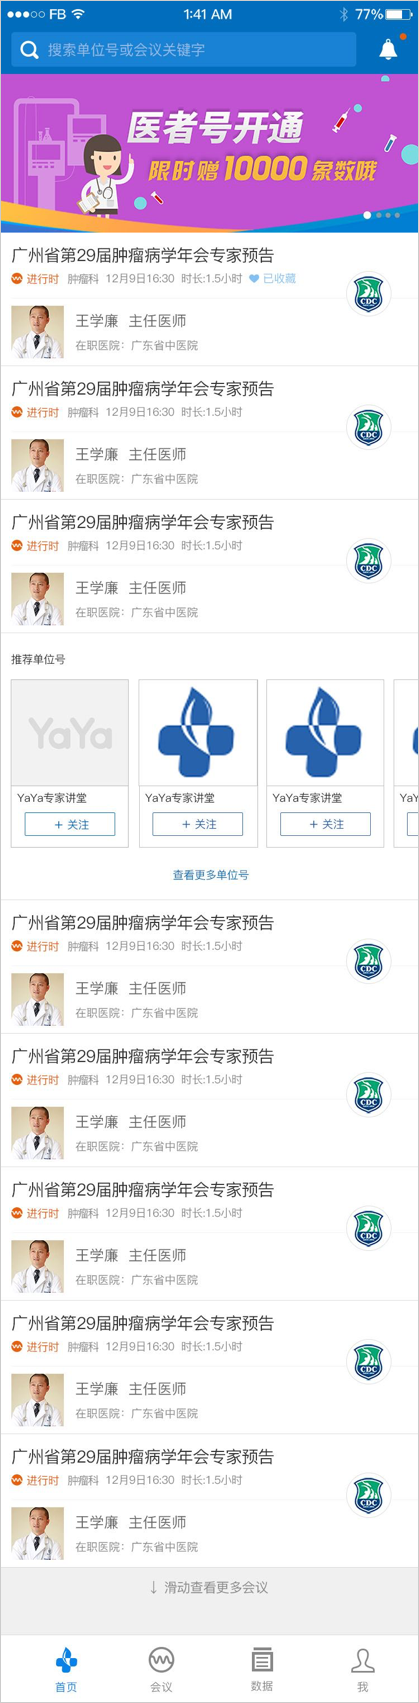 FB 1:41 AM 77%
搜索单位号或会议关键字
医者号开通
限时赠10000象数哦
广州省第29届肿瘤病学年会专家预告
进行时 肿瘤科 12月9日16:30 时长:1.5小时 已收藏
CDC
王学廉 主任医师
在职医院：广东省中医院
广州省第29届肿瘤病学年会专家预告
进行时 肿瘤科 12月9日16:30 时长:1.5小时
CDC
王学廉 主任医师
在职医院：广东省中医院
广州省第29届肿瘤病学年会专家预告
进行时 肿瘤科 12月9日16:30 时长:1.5小时
CDC
王学廉 主任医师
在职医院：广东省中医院
推荐单位号
YaYa
YaYa专家讲堂 YaYa专家讲堂 YaYa专家讲堂 YaY
+ 关注 + 关注 + 关注
查看更多单位号
广州省第29届肿瘤病学年会专家预告
进行时 肿瘤科 12月9日16:30 时长:1.5小时
CDC
王学廉 主任医师
在职医院：广东省中医院
广州省第29届肿瘤病学年会专家预告
进行时 肿瘤科 12月9日16:30 时长:1.5小时
CDC
王学廉 主任医师
在职医院：广东省中医院
广州省第29届肿瘤病学年会专家预告
进行时 肿瘤科 12月9日16:30 时长:1.5小时
CDC
王学廉 主任医师
在职医院：广东省中医院
广州省第29届肿瘤病学年会专家预告
进行时 肿瘤科 12月9日16:30 时长:1.5小时
CDC
王学廉 主任医师
在职医院：广东省中医院
广州省第29届肿瘤病学年会专家预告
进行时 肿瘤科 12月9日16:30 时长:1.5小时
CDC
王学廉 主任医师
在职医院：广东省中医院
↓ 滑动查看更多会议
首页 会议 数据 我